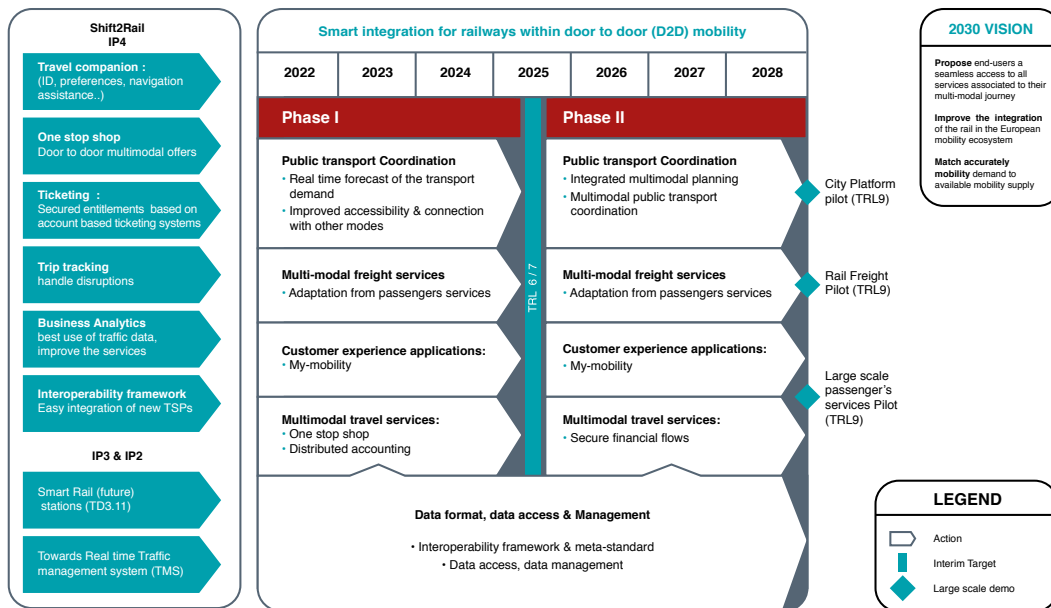 Shift2Rail
IP4
Travel companion :
(ID, preferences, navigation
assistance..)
One stop shop
Door to door multimodal offers
Ticketing :
Secured entitlements based on
account based ticketing systems
Trip tracking
handle disruptions
Business Analytics
best use of traffic data,
improve the services
Interoperability framework
Easy integration of new TSPs
IP3 & IP2
Smart Rail (future)
stations (TD3.11)
Towards Real time Traffic
management system (TMS)
Smart integration for railways within door to door (D2D) mobility
2022 2023 2024 2025 2026 2027 2028
Phase I
Public transport Coordination
• Real time forecast of the transport
demand
• Improved accessibility & connection
with other modes
Multi-modal freight services
• Adaptation from passengers services
Customer experience applications:
• My-mobility
Multimodal travel services:
• One stop shop
• Distributed accounting
TRL 6 / 7
Phase II
Public transport Coordination
• Integrated multimodal planning
• Multimodal public transport
coordination
Multi-modal freight services
• Adaptation from passengers services
Customer experience applications:
• My-mobility
Multimodal travel services:
• Secure financial flows
Data format, data access & Management
• Interoperability framework & meta-standard
• Data access, data management
City Platform
pilot (TRL9)
Rail Freight
Pilot (TRL9)
Large scale
passenger's
services Pilot
(TRL9)
2030 VISION
Propose end-users a
seamless access to all
services associated to their
multi-modal journey
Improve the integration
of the rail in the European
mobility ecosystem
Match accurately
mobility demand to
available mobility supply
LEGEND
Action
Interim Target
Large scale demo